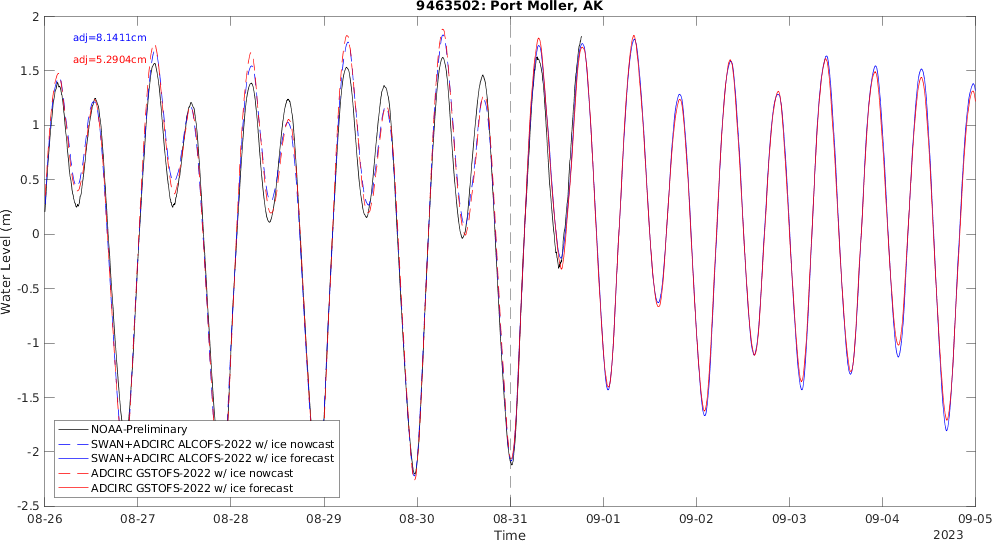 9463502: Port Moller, AK
adj=8.1411cm
adj=5.2904cm
Water Level (m)
2
1.5
1
0.5
0
-0.5
-1
-1.5
-2
-2.5
NOAA-Preliminary
SWAN+ADCIRC ALCOFS-2022 w/ ice nowcast
SWAN+ADCIRC ALCOFS-2022 w/ ice forecast
ADCIRC GSTOFS-2022 w/ ice nowcast
ADCIRC GSTOFS-2022 w/ ice forecast
08-26 08-27 08-28 08-29 08-30 08-31 09-01 09-02 09-03 09-04 09-05
Time
2023